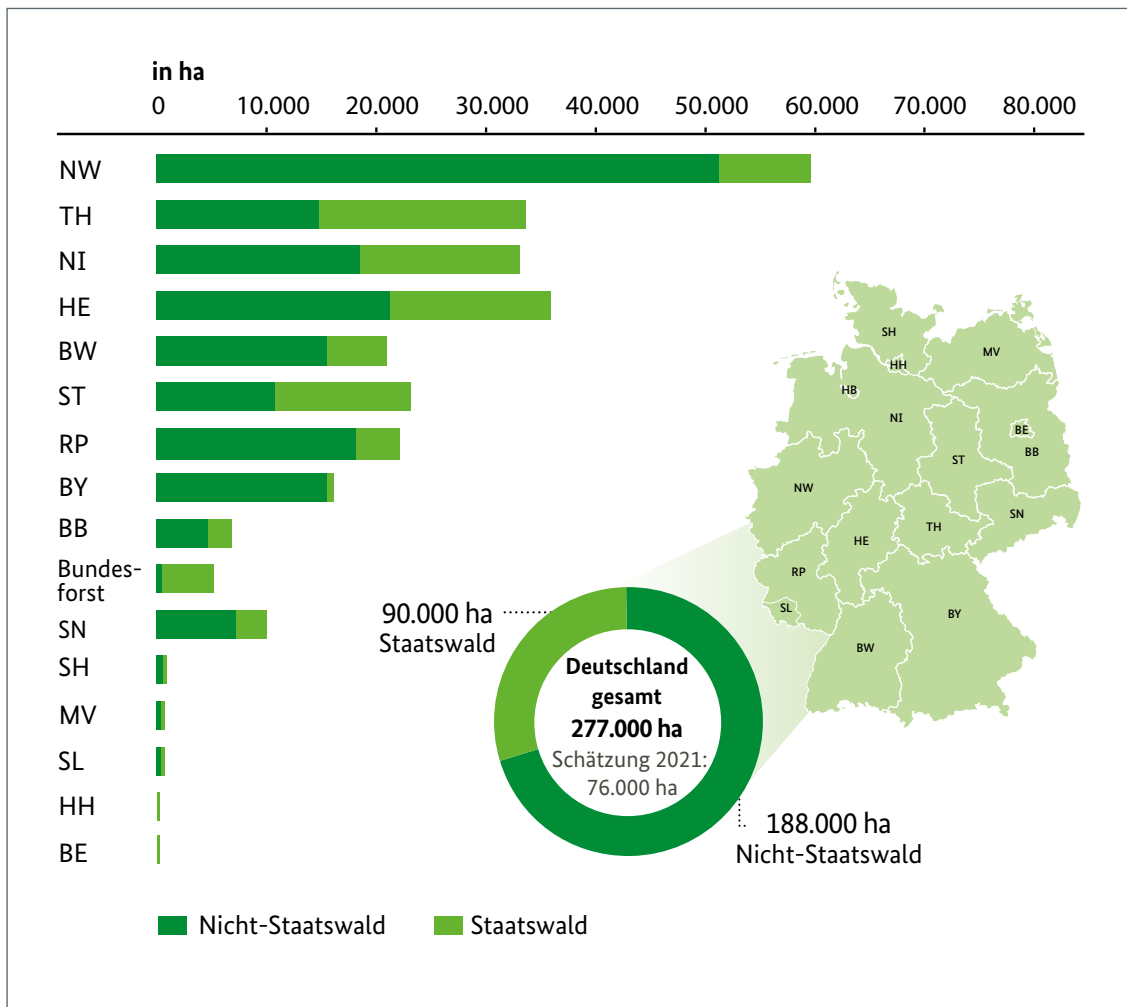 in ha
0 10.000 20.000 30.000 40.000 50.000 60.000 70.000 80.000
NW
TH
NI
HE
BW
ST
RP
BY
BB
Bundes-
forst
SN
SH
MV
SL
HH
BE
SH
MV
HH
HB
NI
BE
BB
ST
NW
SN
TH
HE
RP
SL
BY
BW
90.000 ha
Staatswald
Deutschland
gesamt
277.000 ha
Schätzung 2021:
76.000 ha
188.000 ha
Nicht-Staatswald
Nicht-Staatswald Staatswald